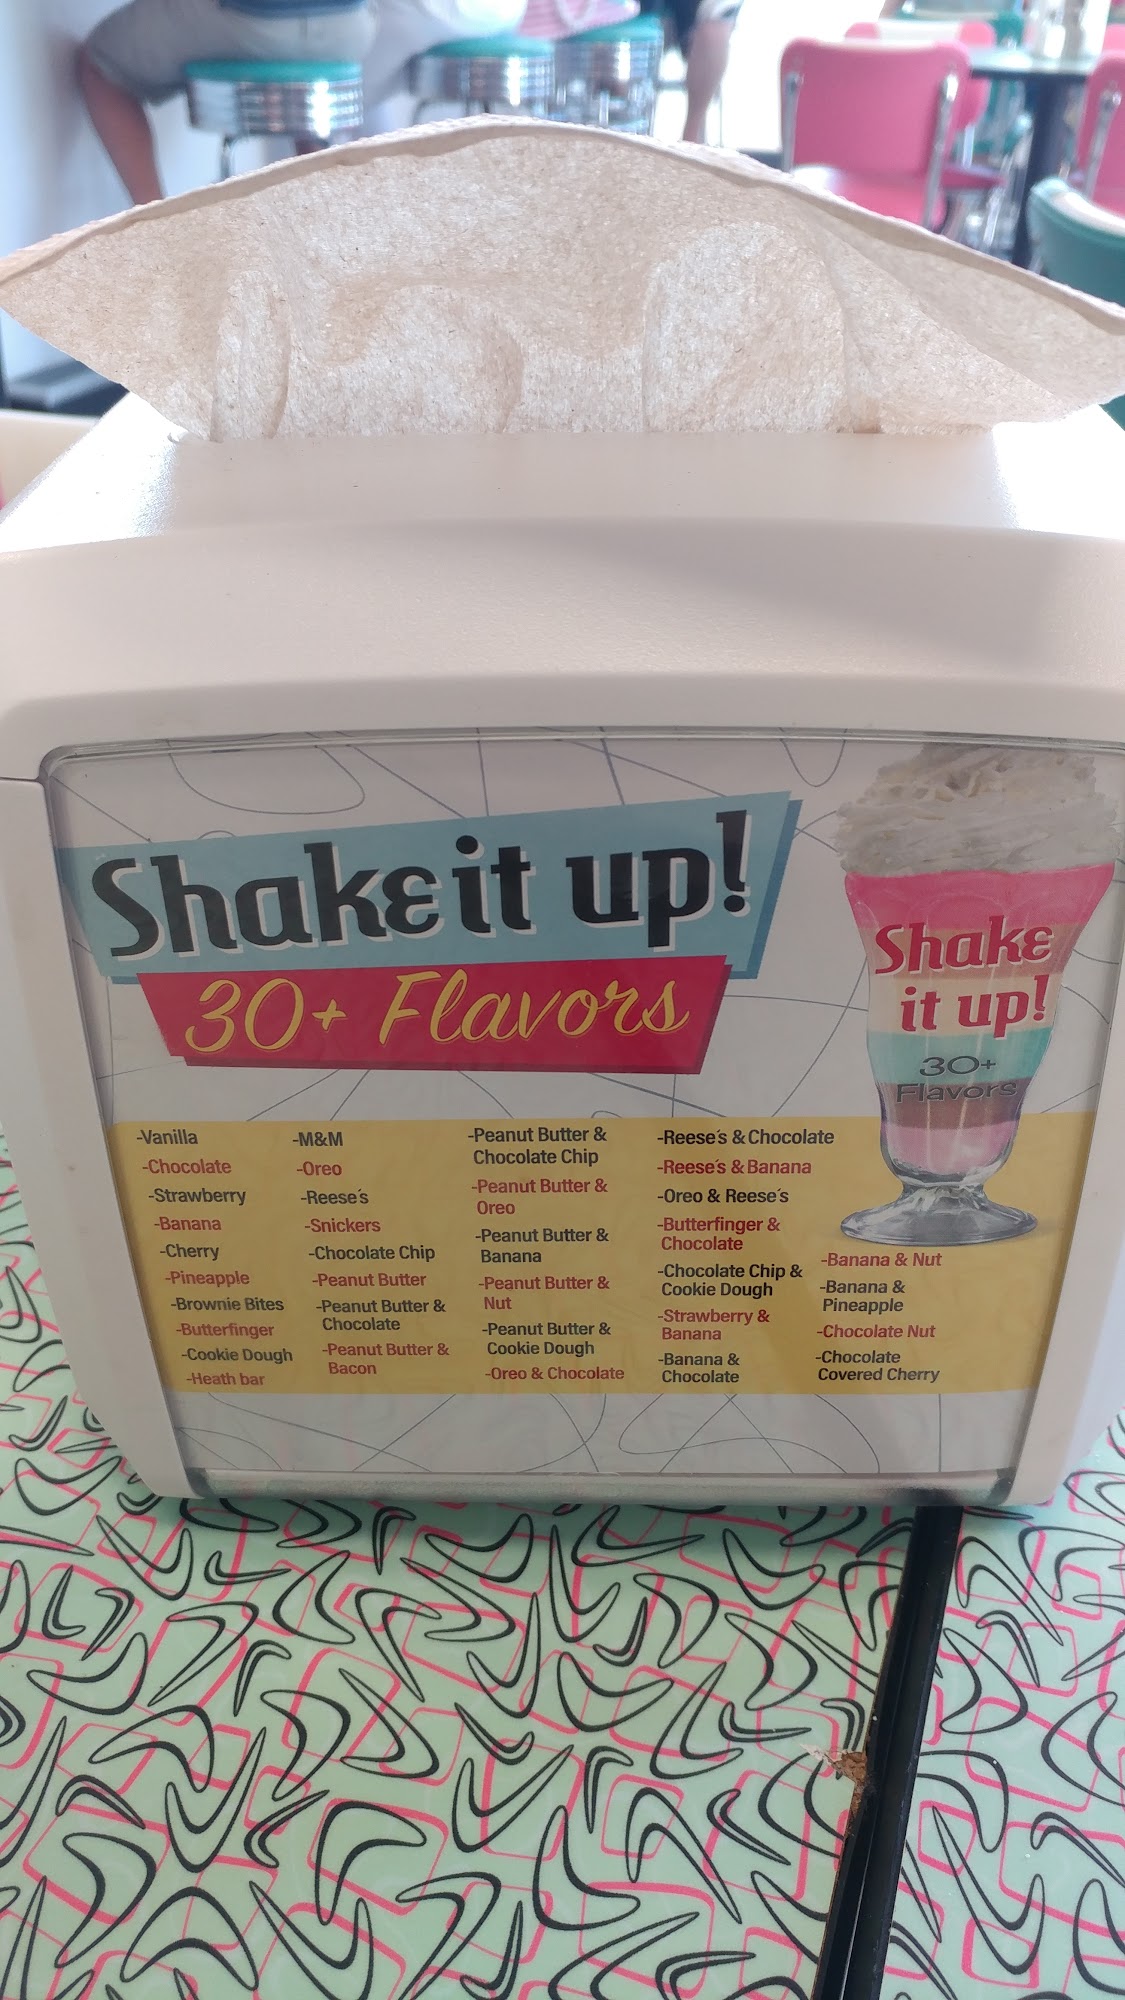 Shake it up!
30+ Flavors
Shake
it up!
30+
Flavors
-Vanilla
-Chocolate
-Strawberry
-Banana
-Cherry
-Pineapple
-Brownie Bites
-Butterfinger
-Cookie Dough
-Heath bar
-M&M
-Oreo
-Reese's
-Snickers
-Chocolate Chip
-Peanut Butter
-Peanut Butter &
Chocolate
-Peanut Butter &
Bacon
-Peanut Butter &
Chocolate Chip
-Peanut Butter &
Oreo
-Peanut Butter &
Banana
-Peanut Butter &
Nut
-Peanut Butter &
Cookie Dough
-Oreo & Chocolate
-Reese's & Chocolate
-Reese's & Banana
-Oreo & Reese's
-Butterfinger &
Chocolate
-Chocolate Chip &
Cookie Dough
-Strawberry &
Banana
-Banana &
Chocolate
-Banana & Nut
-Banana &
Pineapple
-Chocolate Nut
-Chocolate
Covered Cherry